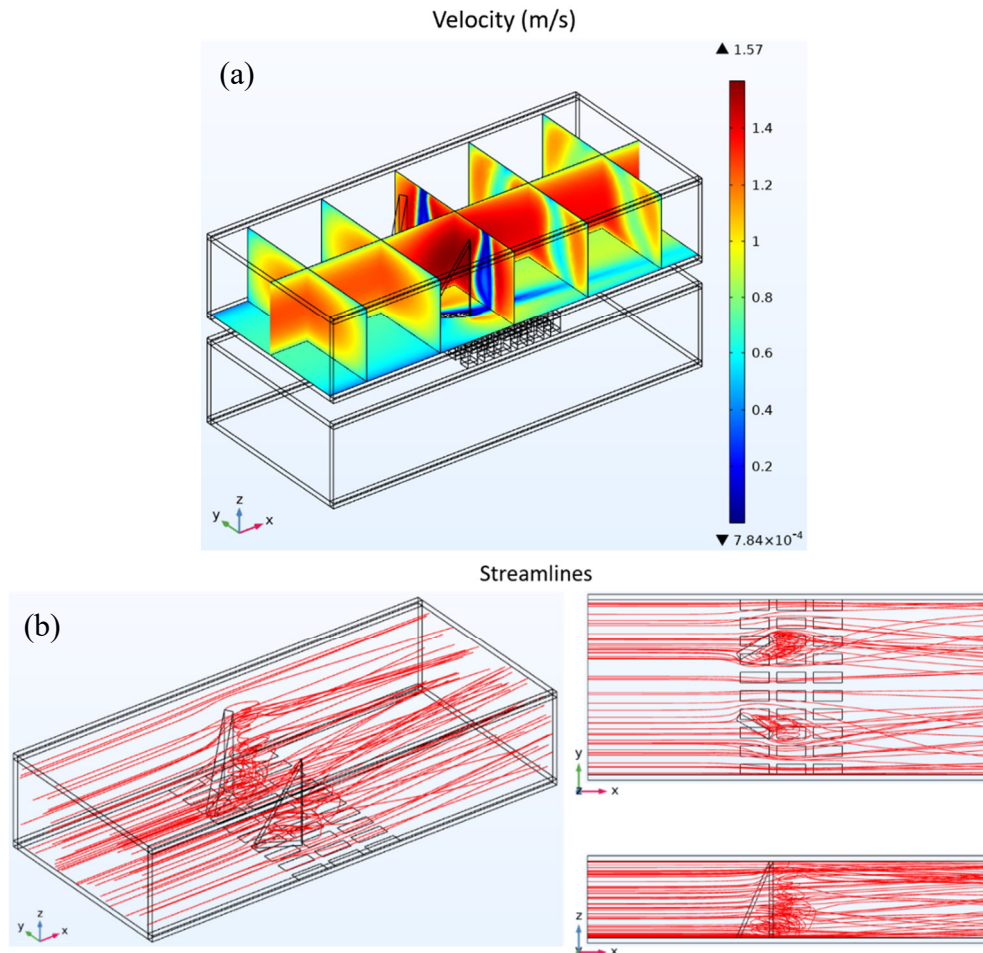 Velocity (m/s)
(a)
▲ 1.57
1.4
1.2
1
0.8
0.6
0.4
0.2
▼ 7.84×10⁻⁴
z
y
x
Streamlines
(b)
y
z
x
z
y
x
z
y
x